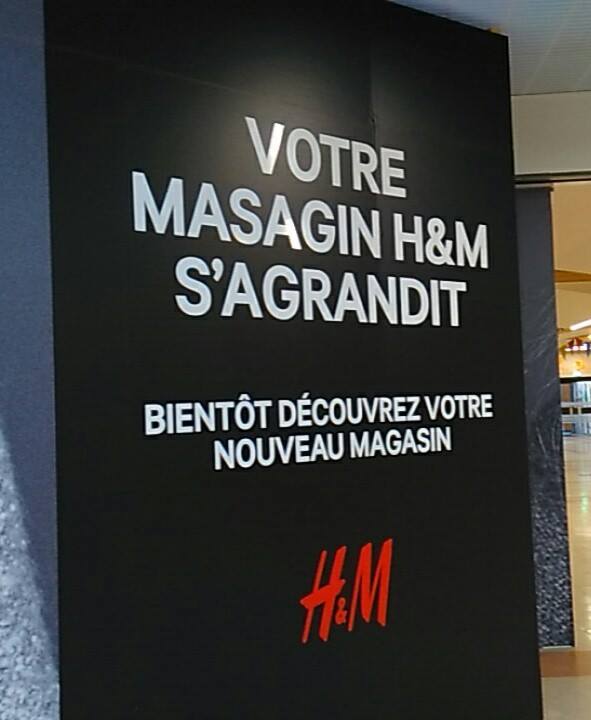 VOTRE
MASAGIN H&M
S'AGRANDIT
BIENTÔT DÉCOUVREZ VOTRE
NOUVEAU MAGASIN
H&M